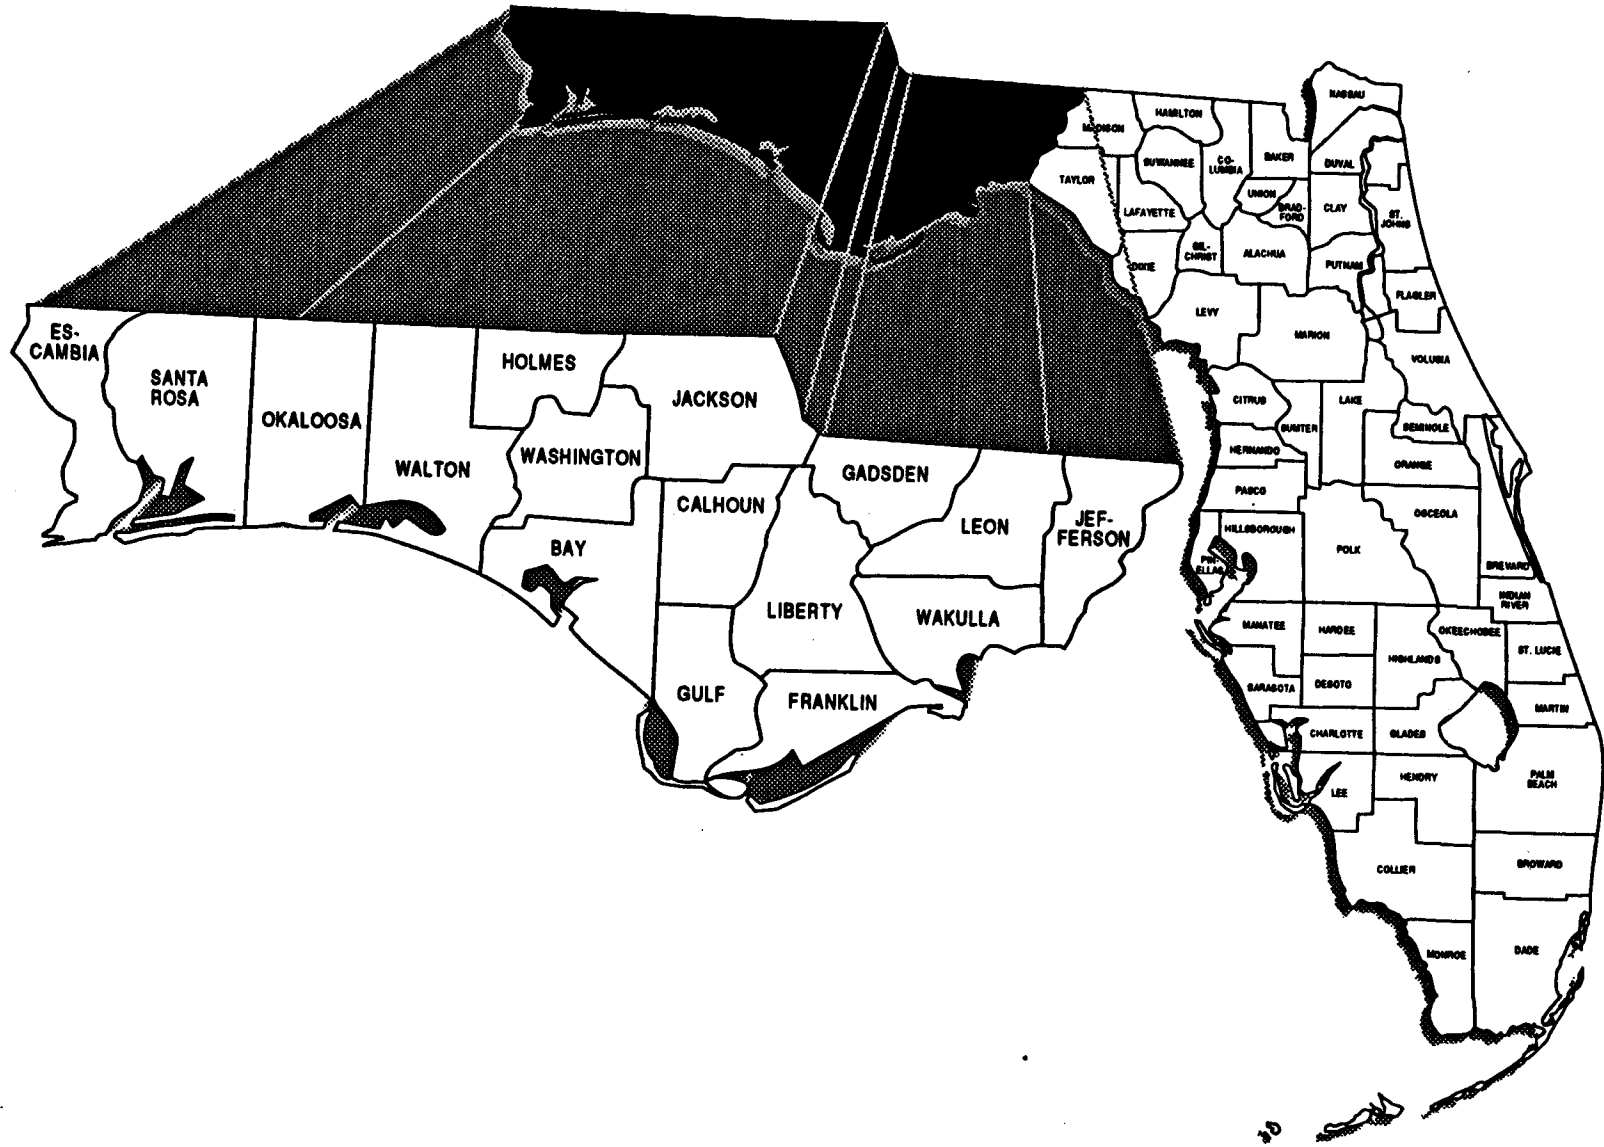 ES-
CAMBIA
SANTA
ROSA
OKALOOSA
WALTON
HOLMES
WASHINGTON
JACKSON
BAY
CALHOUN
GULF
LIBERTY
GADSDEN
FRANKLIN
LEON
WAKULLA
JEF-
FERSON
MADISON
TAYLOR
HAMILTON
SUWANNEE
LAFAYETTE
DIXIE
CO-
LUMBIA
BAKER
NASSAU
DUVAL
UNION
BRAD-
FORD
CLAY
ST.
JOHNS
GIL-
CHRIST
ALACHUA
PUTNAM
FLAGLER
LEVY
MARION
VOLUSIA
CITRUS
SUMTER
LAKE
SEMINOLE
HERNANDO
ORANGE
PASCO
HILLSBOROUGH
PIN-
ELLAS
POLK
OSCEOLA
BREVARD
INDIAN
RIVER
MANATEE
HARDEE
HIGHLANDS
OKEECHOBEE
ST. LUCIE
SARASOTA
DESOTO
MARTIN
CHARLOTTE
GLADES
LEE
HENDRY
PALM
BEACH
COLLIER
BROWARD
MONROE
DADE